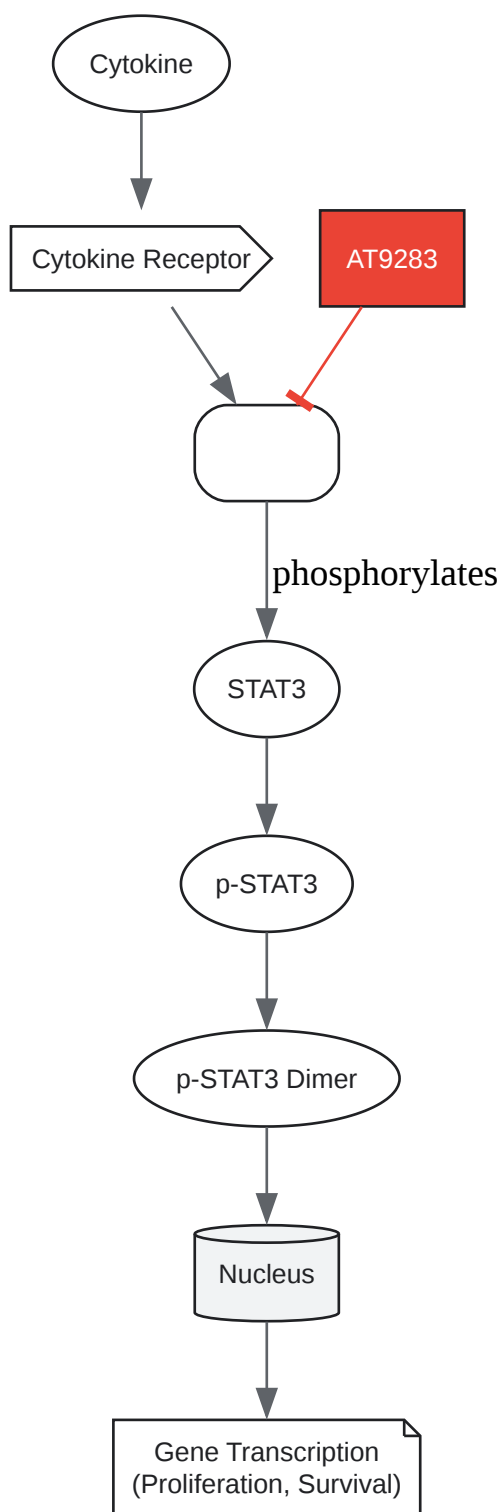 Cytokine
Cytokine Receptor
AT9283
phosphorylates
STAT3
p-STAT3
p-STAT3 Dimer
Nucleus
Gene Transcription
(Proliferation, Survival)